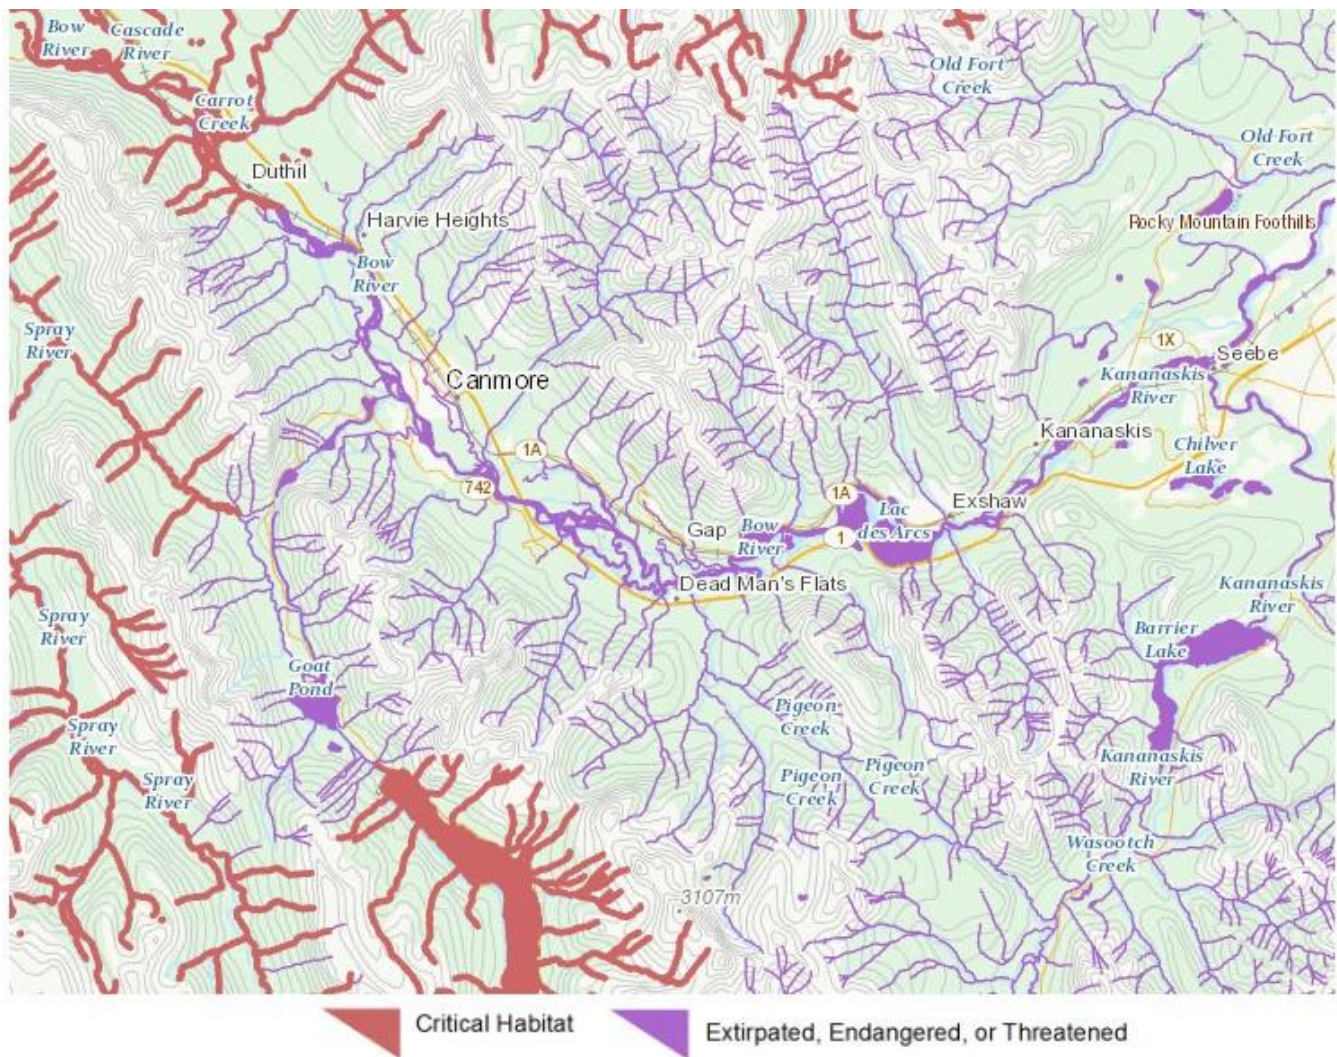 Bow
River
Cascade
River
Old Fort
Creek
Carrot
Creek
Old Fort
Creek
Duthil
Harvie Heights
Rocky Mountain Foothills
Bow
River
Spray
River
1X
Seebe
Canmore
Kananaskis
River
Kananaskis
1A
Chilver
Lake
742
1A
Lac
des Arcs
Exshaw
Gap
Bow
River
1
Dead Man's Flats
Kananaskis
River
Spray
River
Barrier
Lake
Goat
Pond
Pigeon
Creek
Spray
River
Kananaskis
River
Spray
River
Pigeon
Creek
Pigeon
Creek
Wasootch
Creek
3107m
Critical Habitat
Extirpated, Endangered, or Threatened